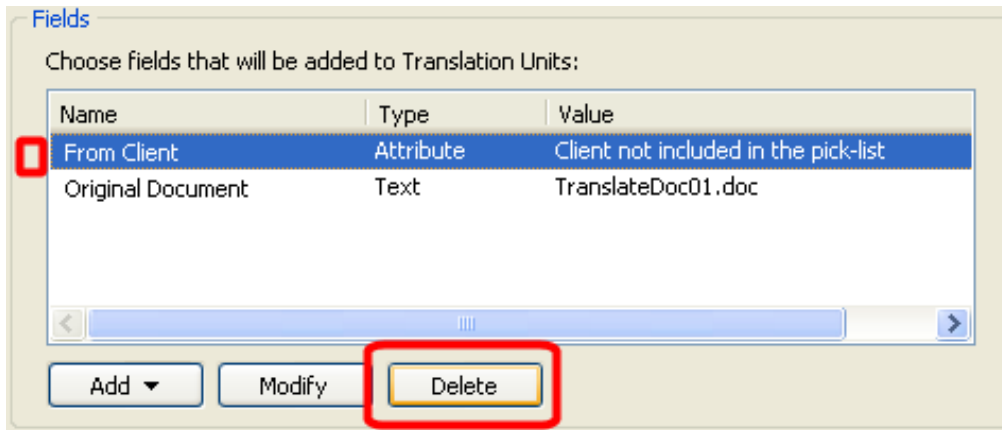 Fields
Choose fields that will be added to Translation Units:
Name Type Value
From Client Attribute Client not included in the pick-list
Original Document Text TranslateDoc01.doc
Add Modify Delete